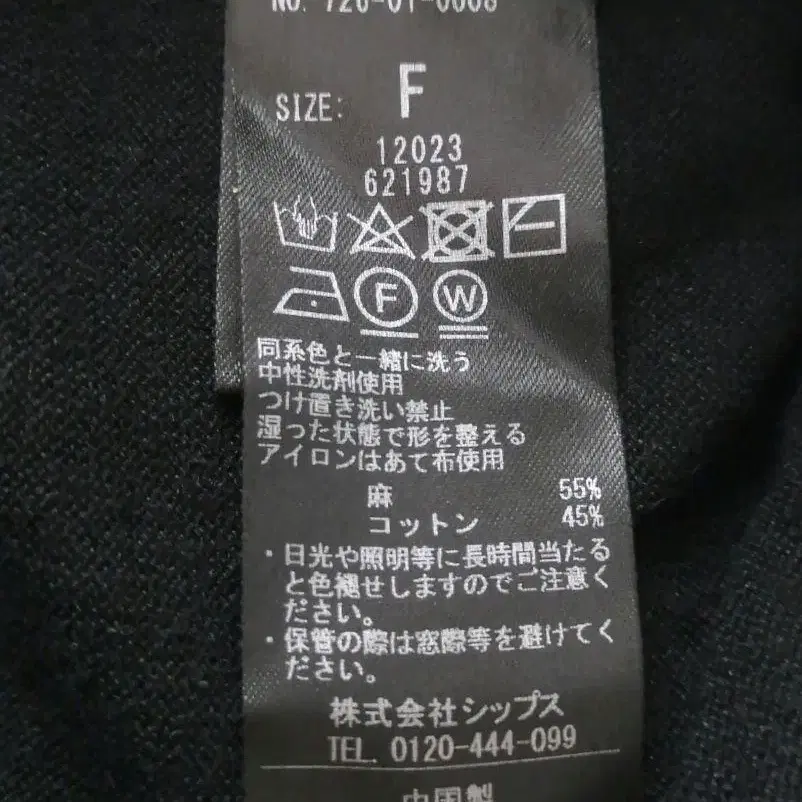 SIZE: F
12023
621987
F W
同系色と一緒に洗う
中性洗剤使用
つけ置き洗い禁止
湿った状態で形を整える
アイロンはあて布使用
麻 55%
コットン 45%
・日光や照明等に長時間当たる
と色褪せしますのでご注意く
ださい。
・保管の際は窓際等を避けてく
ださい。
株式会社シップス
TEL. 0120-444-099
中国製